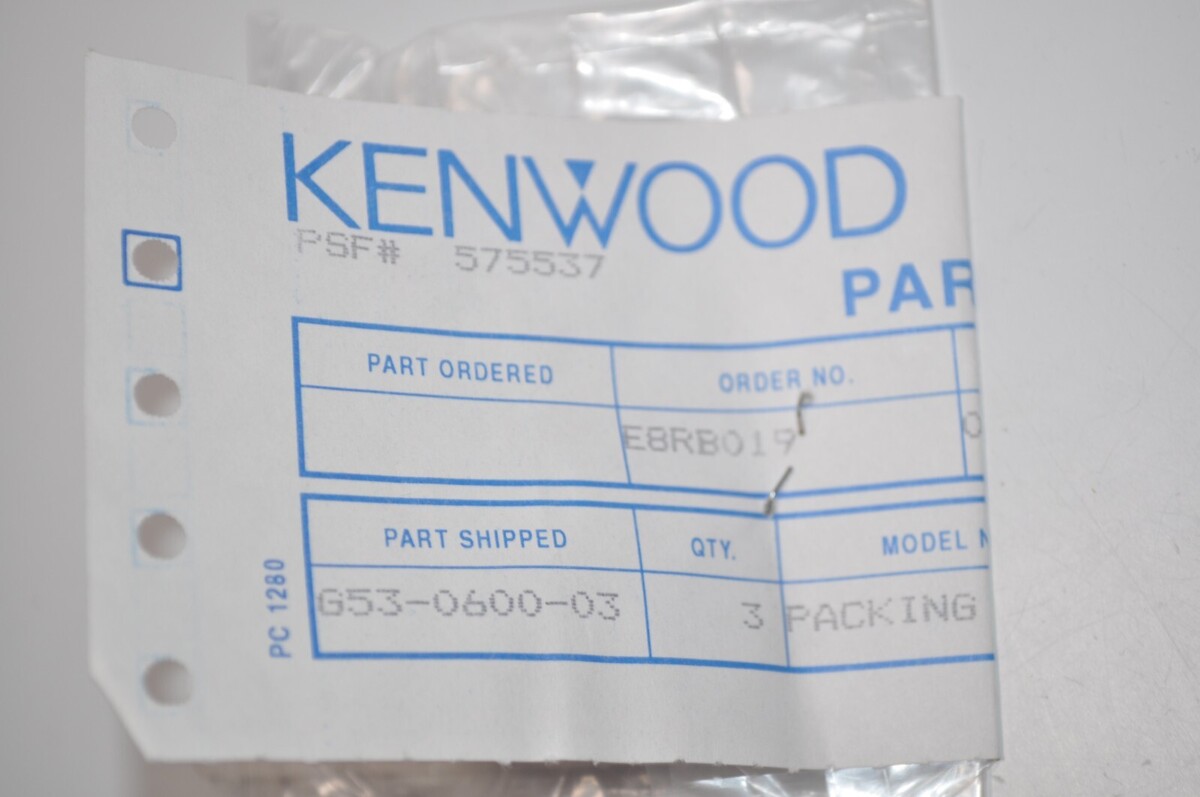 KENWOOD
PSF# 575537
PAR
PART ORDERED ORDER NO.
E8RB019 0
PART SHIPPED QTY. MODEL N
G53-0600-03 3 PACKING
PC 1280